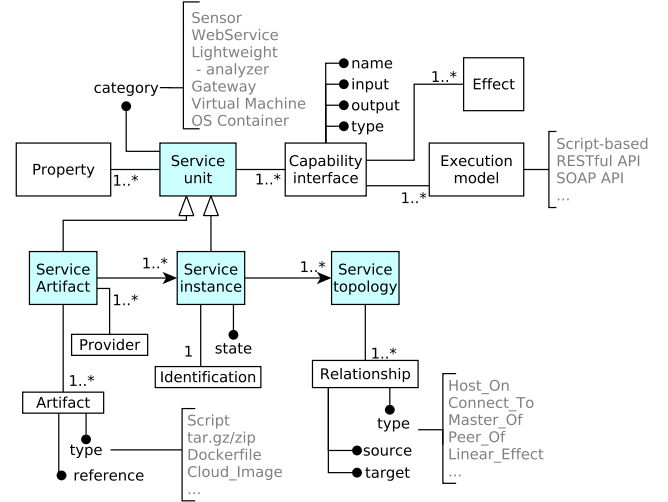 Sensor
WebService
Lightweight
- analyzer
Gateway
Virtual Machine
OS Container
category
name
input
output
type
1..*
Effect
Property
1..*
Service
unit
1..*
Capability
interface
1..*
Execution
model
Script-based
RESTful API
SOAP API
...
Service
Artifact
1..*
Service
instance
1..*
Service
topology
1..*
Provider
1
state
Identification
1..*
Relationship
1..*
Artifact
type
reference
Script
tar.gz/zip
Dockerfile
Cloud_Image
...
type
source
target
Host_On
Connect_To
Master_Of
Peer_Of
Linear_Effect
...